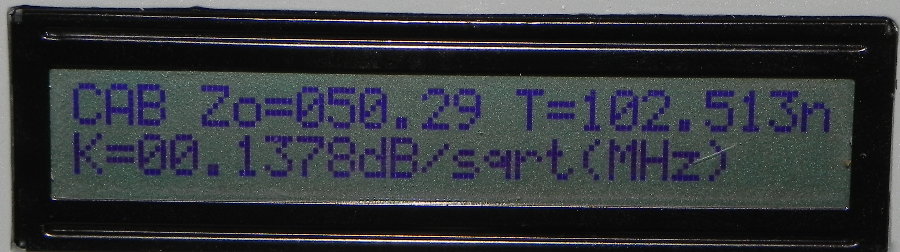 CAB Zo=050.29 T=102.513n
K=00.1378dB/sqrt(MHz)